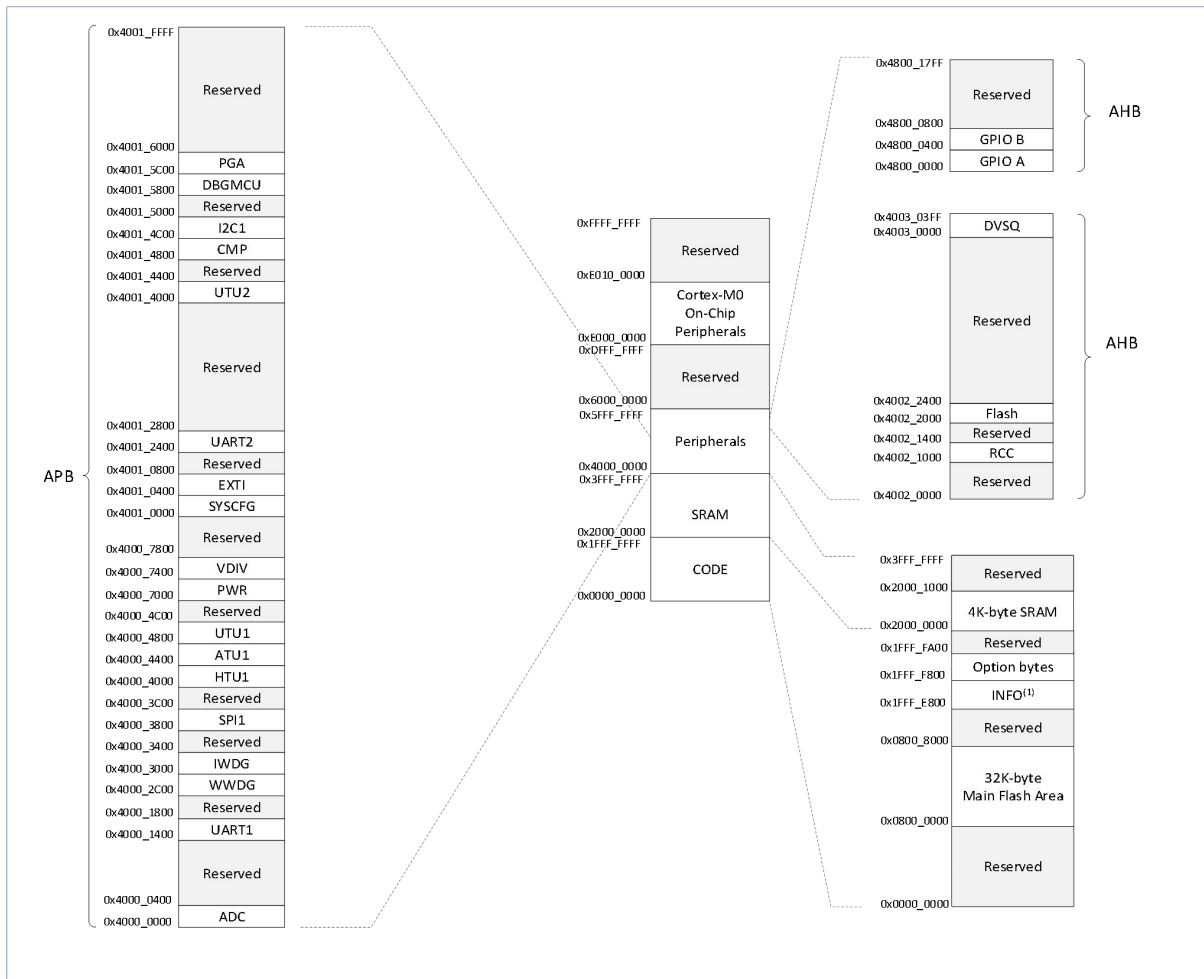 APB
0x4001_FFFF
Reserved
0x4001_6000
PGA
0x4001_5C00
DBGMCU
0x4001_5800
Reserved
0x4001_5000
I2C1
0x4001_4C00
CMP
0x4001_4800
Reserved
0x4001_4400
UTU2
0x4001_4000
Reserved
0x4001_2800
UART2
0x4001_2400
Reserved
0x4001_0800
EXTI
0x4001_0400
SYSCFG
0x4001_0000
Reserved
0x4000_7800
VDIV
0x4000_7400
PWR
0x4000_7000
Reserved
0x4000_4C00
UTU1
0x4000_4800
ATU1
0x4000_4400
HTU1
0x4000_4000
Reserved
0x4000_3C00
SPI1
0x4000_3800
Reserved
0x4000_3400
IWDG
0x4000_3000
WWDG
0x4000_2C00
Reserved
0x4000_1800
UART1
0x4000_1400
Reserved
0x4000_0400
ADC
0x4000_0000
0xFFFF_FFFF
Reserved
0xE010_0000
Cortex-M0
On-Chip
Peripherals
0xE000_0000
0xDFFF_FFFF
Reserved
0x6000_0000
0x5FFF_FFFF
Peripherals
0x4000_0000
0x3FFF_FFFF
SRAM
0x2000_0000
0x1FFF_FFFF
CODE
0x0000_0000
0x4800_17FF
Reserved
0x4800_0800
GPIO B
0x4800_0400
GPIO A
0x4800_0000
AHB
0x4003_03FF
DVSQ
0x4003_0000
Reserved
0x4002_2400
Flash
0x4002_2000
Reserved
0x4002_1400
RCC
0x4002_1000
Reserved
0x4002_0000
AHB
0x3FFF_FFFF
Reserved
0x2000_1000
4K-byte SRAM
0x2000_0000
Reserved
0x1FFF_FA00
Option bytes
0x1FFF_F800
INFO(1)
0x1FFF_E800
Reserved
0x0800_8000
32K-byte
Main Flash Area
0x0800_0000
Reserved
0x0000_0000